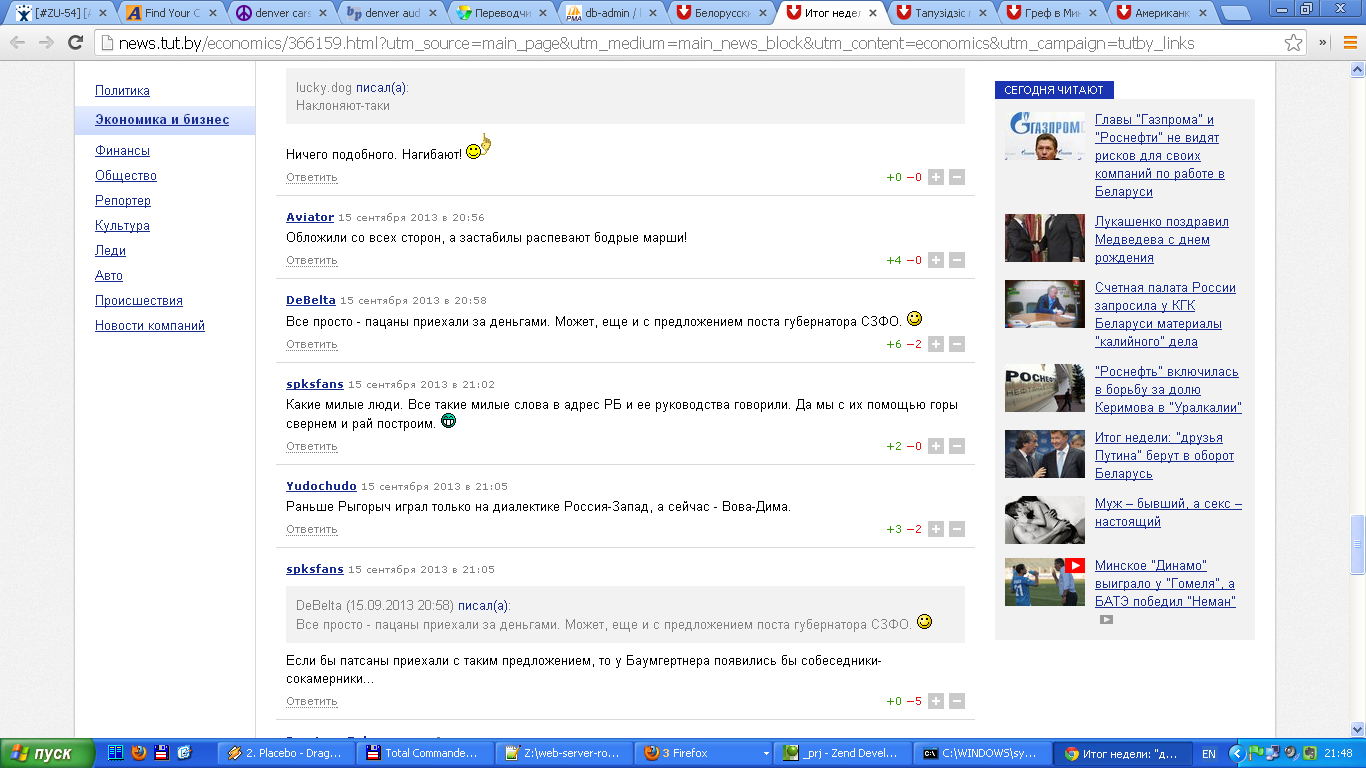 [#ZU-54] [#
Find Your C
denver car
denver aud
Переводчи
db-admin / l
Белорусски
Итог недел
Тапузідзіс м
Греф в Мин
Американк
news.tut.by/economics/366159.html?utm_source=main_page&utm_medium=main_news_block&utm_content=economics&utm_campaign=tutby_links
Политика
Экономика и бизнес
Финансы
Общество
Репортер
Культура
Леди
Авто
Происшествия
Новости компаний
lucky.dog писал(а):
Наклоняют-таки
Ничего подобного. Нагибают!
Ответить
+0 −0
Aviator 15 сентября 2013 в 20:56
Обложили со всех сторон, а застабилы распевают бодрые марши!
Ответить
+4 −0
DeBelta 15 сентября 2013 в 20:58
Все просто - пацаны приехали за деньгами. Может, еще и с предложением поста губернатора СЗФО.
Ответить
+6 −2
spksfans 15 сентября 2013 в 21:02
Какие милые люди. Все такие милые слова в адрес РБ и ее руководства говорили. Да мы с их помощью горы
свернем и рай построим.
Ответить
+2 −0
Yudochudo 15 сентября 2013 в 21:05
Раньше Рыгорыч играл только на диалектике Россия-Запад, а сейчас - Вова-Дима.
Ответить
+3 −2
spksfans 15 сентября 2013 в 21:05
DeBelta (15.09.2013 20:58) писал(а):
Все просто - пацаны приехали за деньгами. Может, еще и с предложением поста губернатора СЗФО.
Если бы патсаны приехали с таким предложением, то у Баумгертнера появились бы собеседники-
сокамерники...
Ответить
+0 −5
СЕГОДНЯ ЧИТАЮТ
ГАЗПРОМ
Главы "Газпрома" и
"Роснефти" не видят
рисков для своих
компаний по работе в
Беларуси
Лукашенко поздравил
Медведева с днем
рождения
Счетная палата России
запросила у КГК
Беларуси материалы
"калийного" дела
РОСНЕФ
"Роснефть" включилась
в борьбу за долю
Керимова в "Уралкалии"
Итог недели: "друзья
Путина" берут в оборот
Беларусь
Муж – бывший, а секс –
настоящий
Минское "Динамо"
выиграло у "Гомеля", а
БАТЭ победил "Неман"
пуск
2. Placebo - Drag...
Total Commande...
Z:\web-server-ro...
3 Firefox
_prj - Zend Devel...
C:\WINDOWS\sy...
Итог недели: "д...
EN
21:48